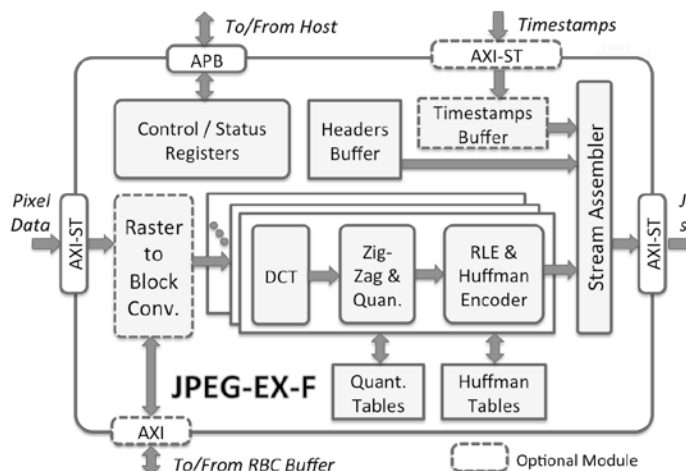 To/From Host
Timestamps
APB
AXI-ST
Control / Status
Registers
Headers
Buffer
Timestamps
Buffer
Stream Assembler
Pixel
Data
AXI-ST
Raster
to
Block
Conv.
DCT
Zig-
Zag &
Quan.
RLE &
Huffman
Encoder
AXI-ST
JPEG-EX-F
Quant.
Tables
Huffman
Tables
AXI
To/From RBC Buffer
Optional Module